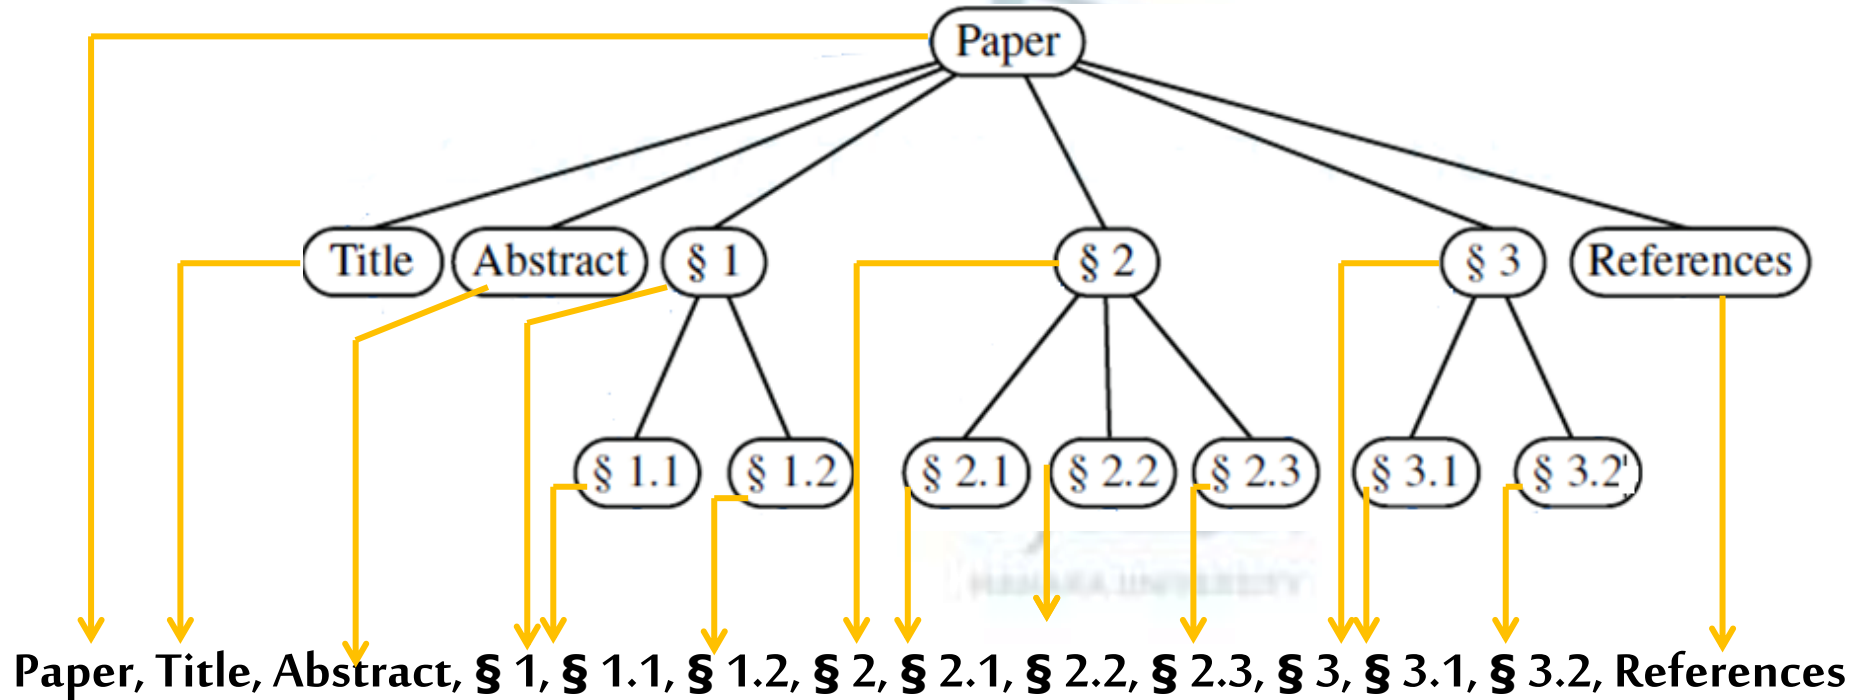 Paper
Title Abstract § 1 § 2 § 3 References
§ 1.1 § 1.2 § 2.1 § 2.2 § 2.3 § 3.1 § 3.2
Paper, Title, Abstract, § 1, § 1.1, § 1.2, § 2, § 2.1, § 2.2, § 2.3, § 3, § 3.1, § 3.2, References